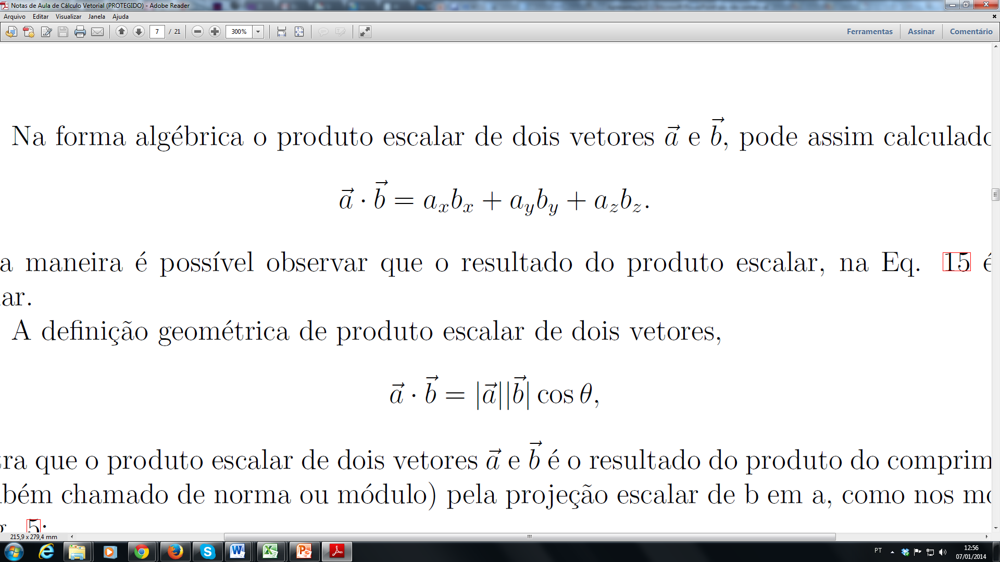 Notas de Aula de Cálculo Vetorial (PROTEGIDO) - Adobe Reader
Arquivo Editar Visualizar Janela Ajuda
7 / 21 300% Ferramentas Assinar Comentário
Na forma algébrica o produto escalar de dois vetores \vec{a} e \vec{b}, pode assim calculado
\vec{a} · \vec{b} = a_x b_x + a_y b_y + a_z b_z.
a maneira é possível observar que o resultado do produto escalar, na Eq. 15 é
ar.
A definição geométrica de produto escalar de dois vetores,
\vec{a} · \vec{b} = |\vec{a}||\vec{b}| cos θ,
ra que o produto escalar de dois vetores \vec{a} e \vec{b} é o resultado do produto do comprim
bém chamado de norma ou módulo) pela projeção escalar de b em a, como nos mo
5:
215,9 x 279,4 mm
PT 12:56
07/01/2014